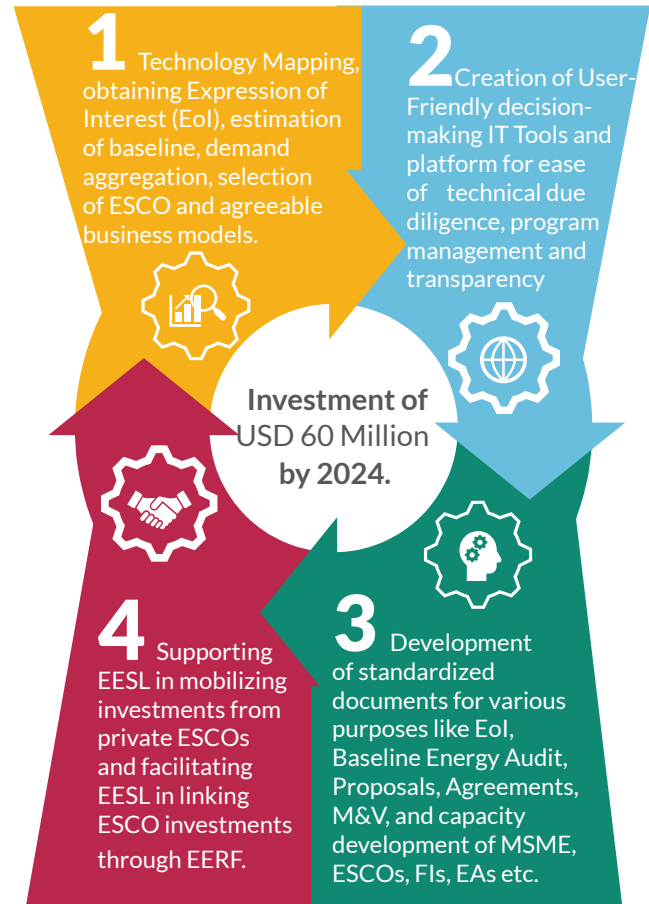 1 Technology Mapping,
obtaining Expression of
Interest (EoI), estimation
of baseline, demand
aggregation, selection
of ESCO and agreeable
business models.
2 Creation of User-
Friendly decision-
making IT Tools and
platform for ease
of technical due
diligence, program
management and
transparency
Investment of
USD 60 Million
by 2024.
3 Development
of standardized
documents for various
purposes like EoI,
Baseline Energy Audit,
Proposals, Agreements,
M&V, and capacity
development of MSME,
ESCOs, FIs, EAs etc.
4 Supporting
EESL in mobilizing
investments from
private ESCOs
and facilitating
EESL in linking
ESCO investments
through EERF.